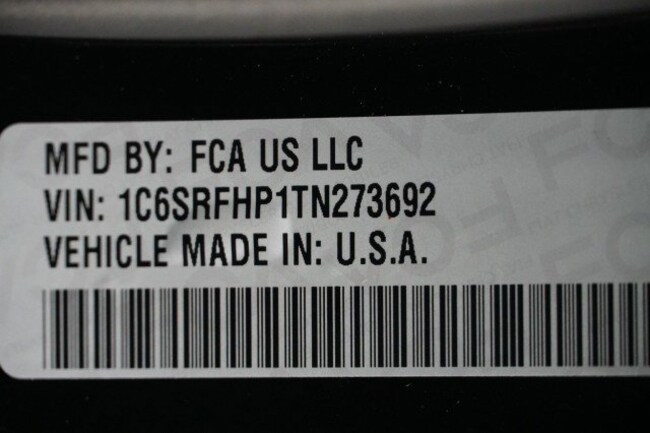 MFD BY: FCA US LLC
VIN: 1C6SRFHP1TN273692
VEHICLE MADE IN: U.S.A.